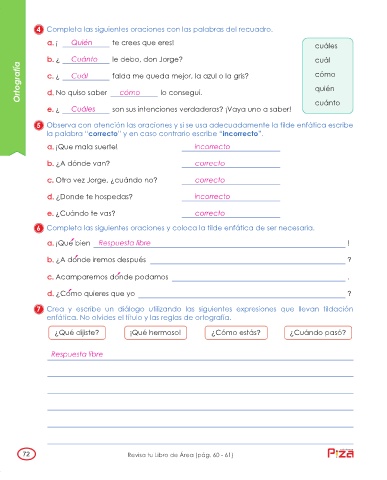 Ortografía
4 Completa las siguientes oraciones con las palabras del recuadro.
a. ¡ Quién te crees que eres!
b. ¿ Cuánto le debo, don Jorge?
c. ¿ Cuál falda me queda mejor, la azul o la gris?
d. No quiso saber cómo lo conseguí.
e. ¿ Cuáles son sus intenciones verdaderas? ¡Vaya uno a saber!
cuáles
cuál
cómo
quién
cuánto
5 Observa con atención las oraciones y si se usa adecuadamente la tilde enfática escribe
la palabra "correcto" y en caso contrario escribe "incorrecto".
a. ¡Que mala suerte! incorrecto
b. ¿A dónde van? correcto
c. Otra vez Jorge, ¿cuándo no? correcto
d. ¿Donde te hospedas? incorrecto
e. ¿Cuándo te vas? correcto
6 Completa las siguientes oraciones y coloca la tilde enfática de ser necesaria.
a. ¡Qué bien Respuesta libre !
b. ¿A dónde iremos después ?
c. Acamparemos dónde podamos .
d. ¿Cómo quieres que yo ?
7 Crea y escribe un diálogo utilizando las siguientes expresiones que llevan tildación
enfática. No olvides el título y las reglas de ortografía.
¿Qué dijiste? ¡Qué hermoso! ¿Cómo estás? ¿Cuándo pasó?
Respuesta libre
72 Revisa tu Libro de Área (pág. 60 - 61)